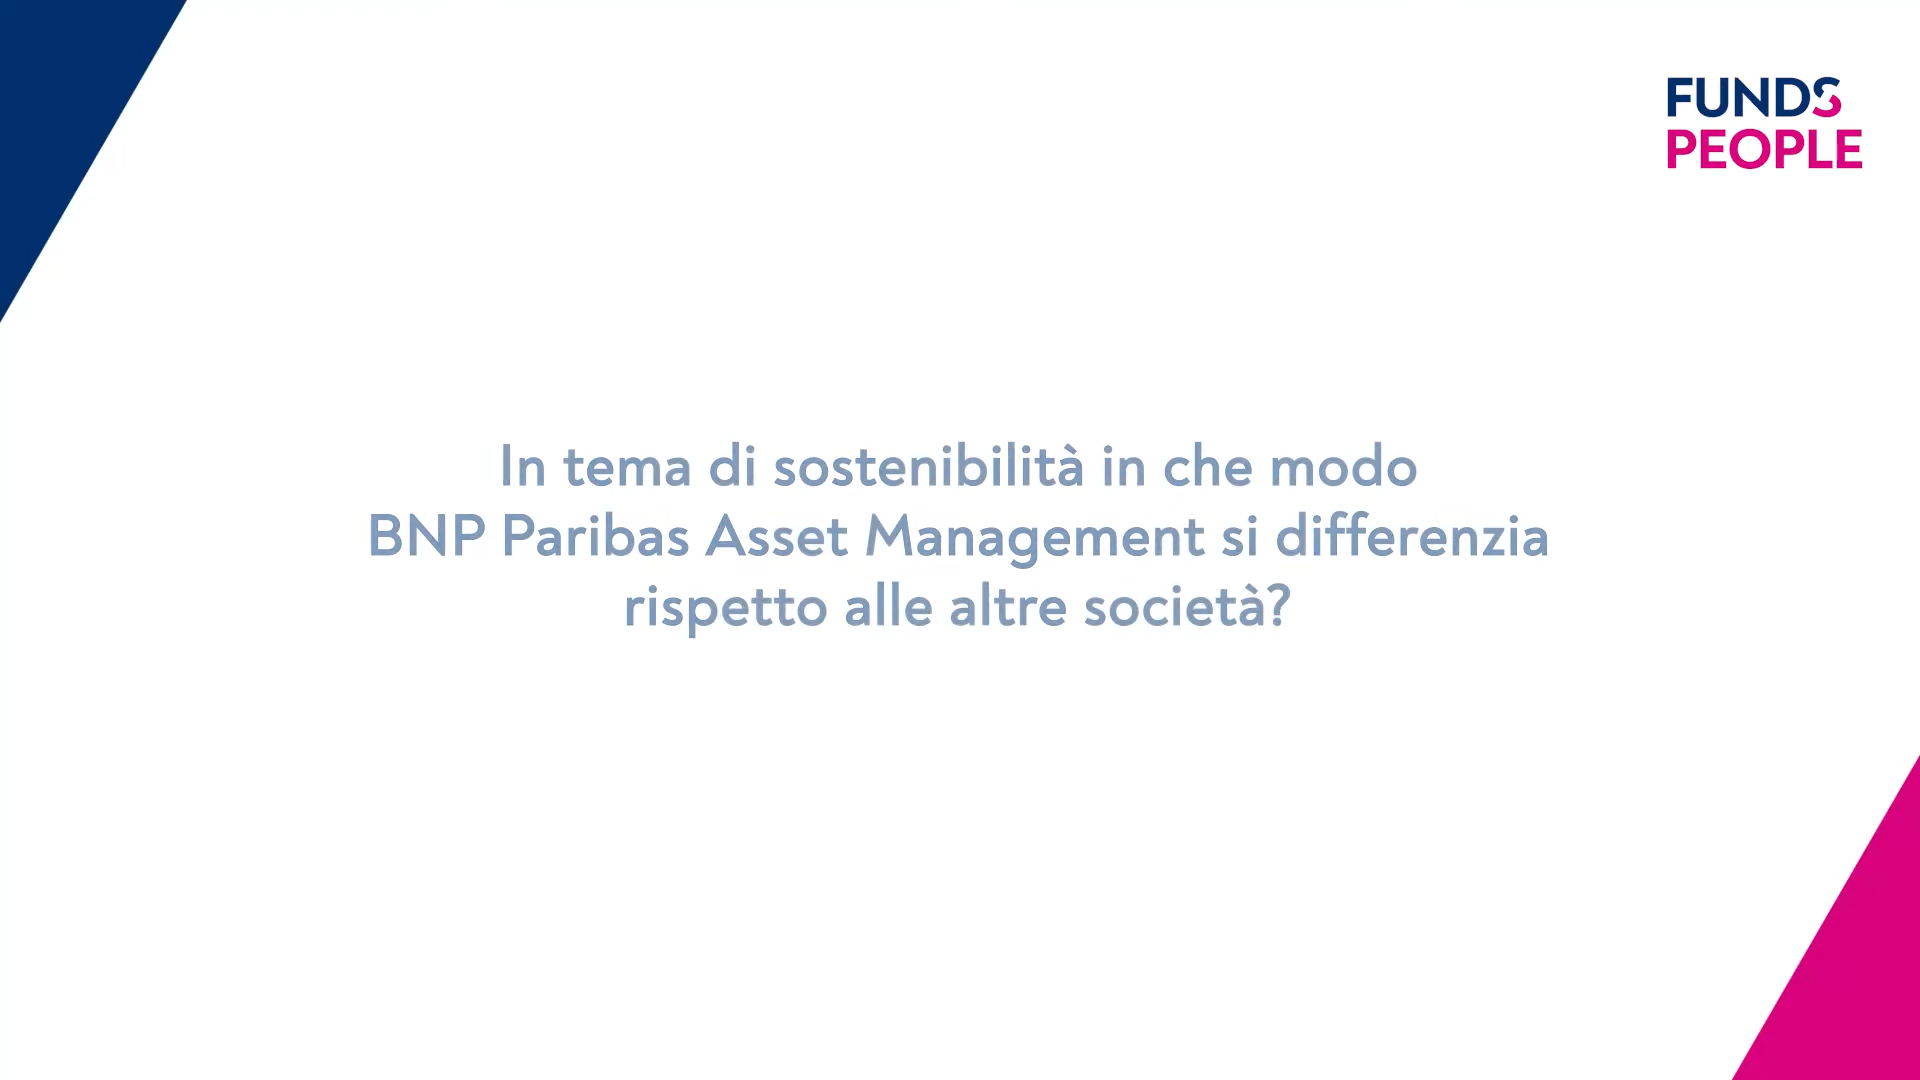 FUNDS
PEOPLE
In tema di sostenibilità in che modo
BNP Paribas Asset Management si differenzia
rispetto alle altre società?